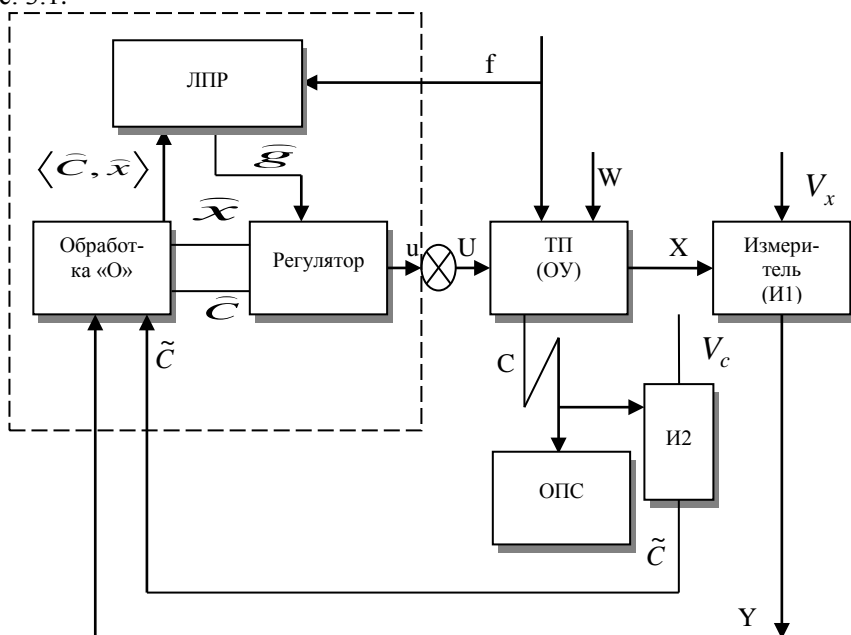 с. 3.1.
ЛПР
f
⟨Ĉ, x̂⟩
ĝ
W
V_x
x̂
Обработ-
ка «О»
Регулятор
u
U
ТП
(ОУ)
X
Измери-
тель
(И1)
Ĉ
C̃
C
V_c
И2
ОПС
C̃
Y